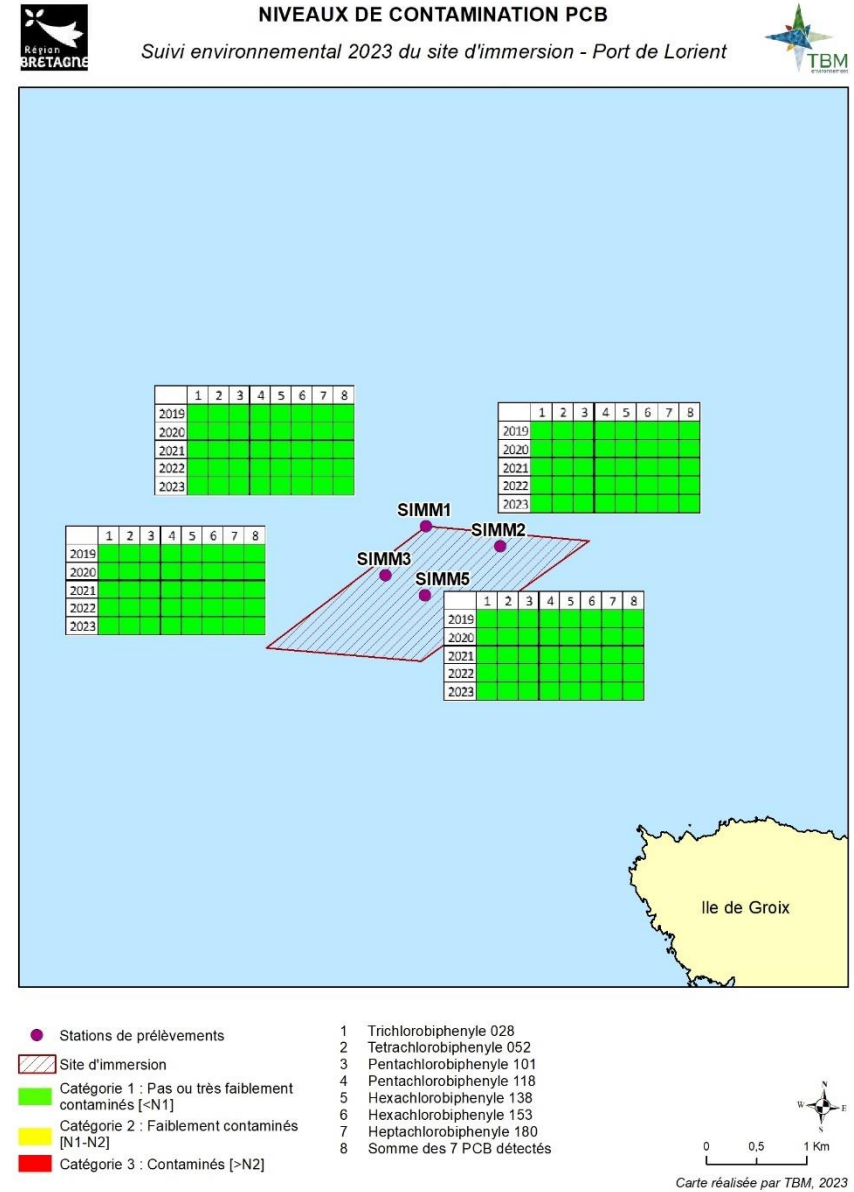 NIVEAUX DE CONTAMINATION PCB
Suivi environnemental 2023 du site d'immersion - Port de Lorient
Région
BRETAGNE
TBM
environnement
1 2 3 4 5 6 7 8
2019
2020
2021
2022
2023
1 2 3 4 5 6 7 8
2019
2020
2021
2022
2023
SIMM1
SIMM2
1 2 3 4 5 6 7 8
2019
2020
2021
2022
2023
SIMM3
SIMM5
1 2 3 4 5 6 7 8
2019
2020
2021
2022
2023
Ile de Groix
Stations de prélèvements
Site d'immersion
Catégorie 1 : Pas ou très faiblement
contaminés [<N1]
Catégorie 2 : Faiblement contaminés
[N1-N2]
Catégorie 3 : Contaminés [>N2]
1 Trichlorobiphenyle 028
2 Tetrachlorobiphenyle 052
3 Pentachlorobiphenyle 101
4 Pentachlorobiphenyle 118
5 Hexachlorobiphenyle 138
6 Hexachlorobiphenyle 153
7 Heptachlorobiphenyle 180
8 Somme des 7 PCB détectés
N
W E
S
0 0,5 1 Km
Carte réalisée par TBM, 2023